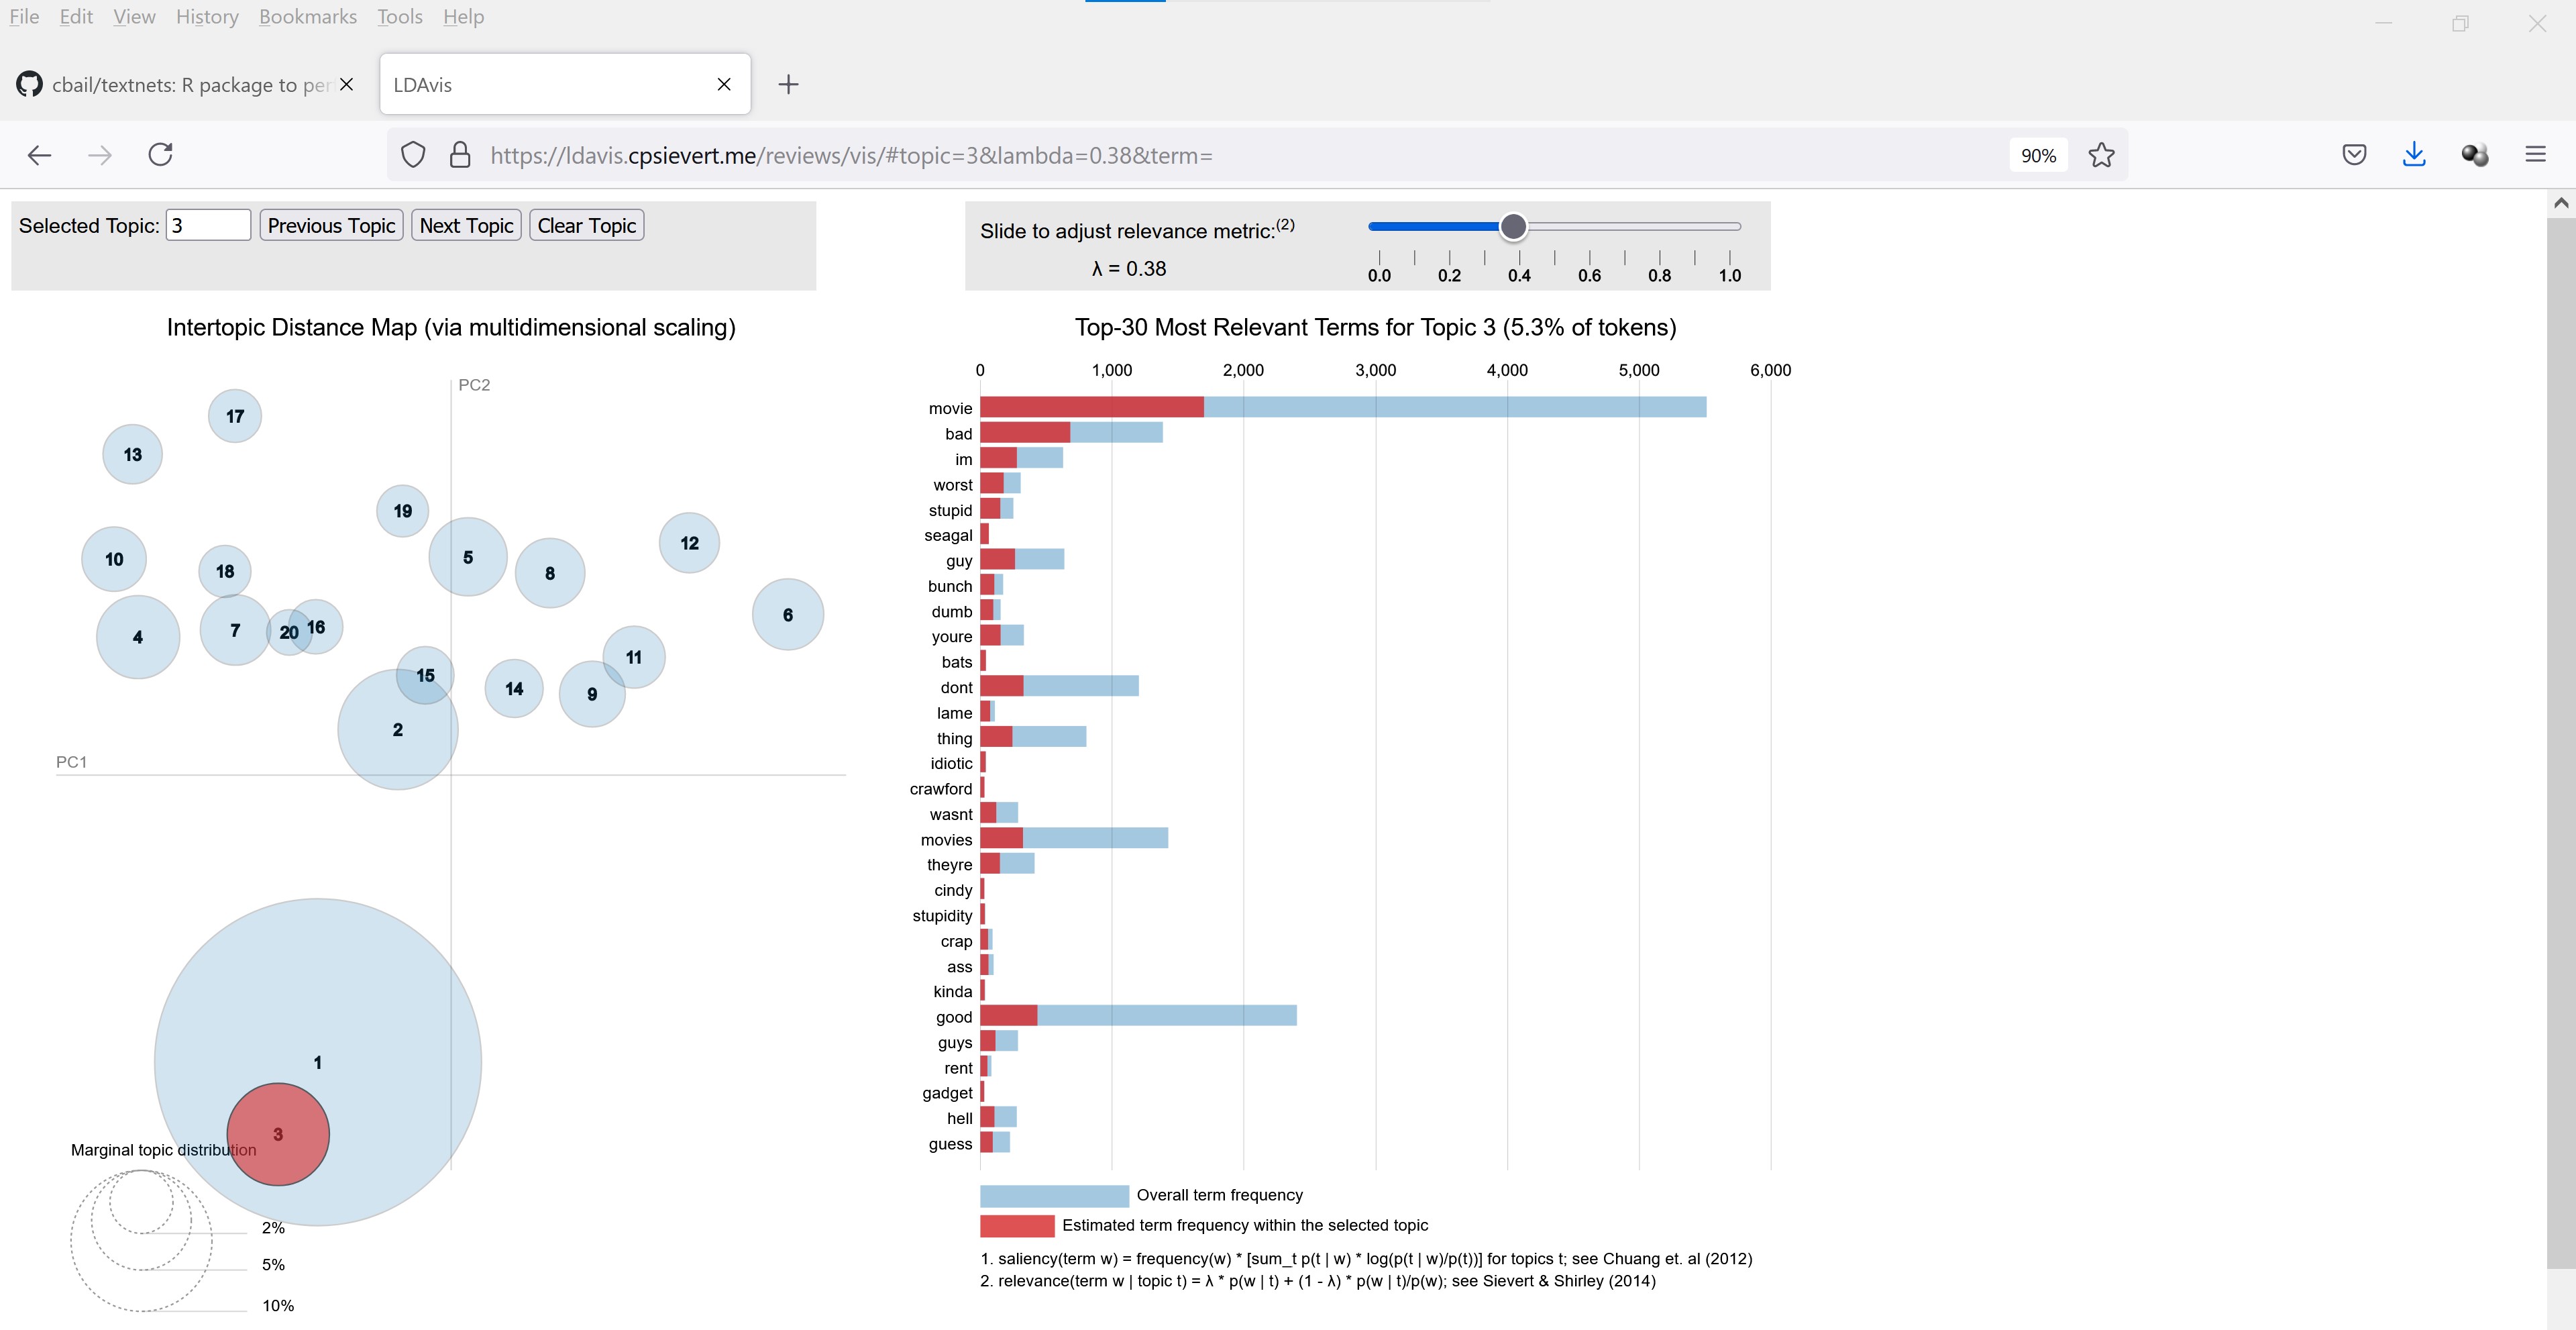 File Edit View History Bookmarks Tools Help
cbail/textnets: R package to per
LDAvis
https://ldavis.cpsievert.me/reviews/vis/#topic=3&lambda=0.38&term=
90%
Selected Topic: 3 Previous Topic Next Topic Clear Topic
Slide to adjust relevance metric:(2)
λ = 0.38
0.0 0.2 0.4 0.6 0.8 1.0
Intertopic Distance Map (via multidimensional scaling)
PC2
17
13
19
5
12
10
18
8
6
4
7
20
16
11
15
14
9
2
PC1
1
3
Marginal topic distribution
2%
5%
10%
Top-30 Most Relevant Terms for Topic 3 (5.3% of tokens)
0 1,000 2,000 3,000 4,000 5,000 6,000
movie
bad
im
worst
stupid
seagal
guy
bunch
dumb
youre
bats
dont
lame
thing
idiotic
crawford
wasnt
movies
theyre
cindy
stupidity
crap
ass
kinda
good
guys
rent
gadget
hell
guess
Overall term frequency
Estimated term frequency within the selected topic
1. saliency(term w) = frequency(w) * [sum_t p(t | w) * log(p(t | w)/p(t))] for topics t; see Chuang et. al (2012)
2. relevance(term w | topic t) = λ * p(w | t) + (1 - λ) * p(w | t)/p(w); see Sievert & Shirley (2014)